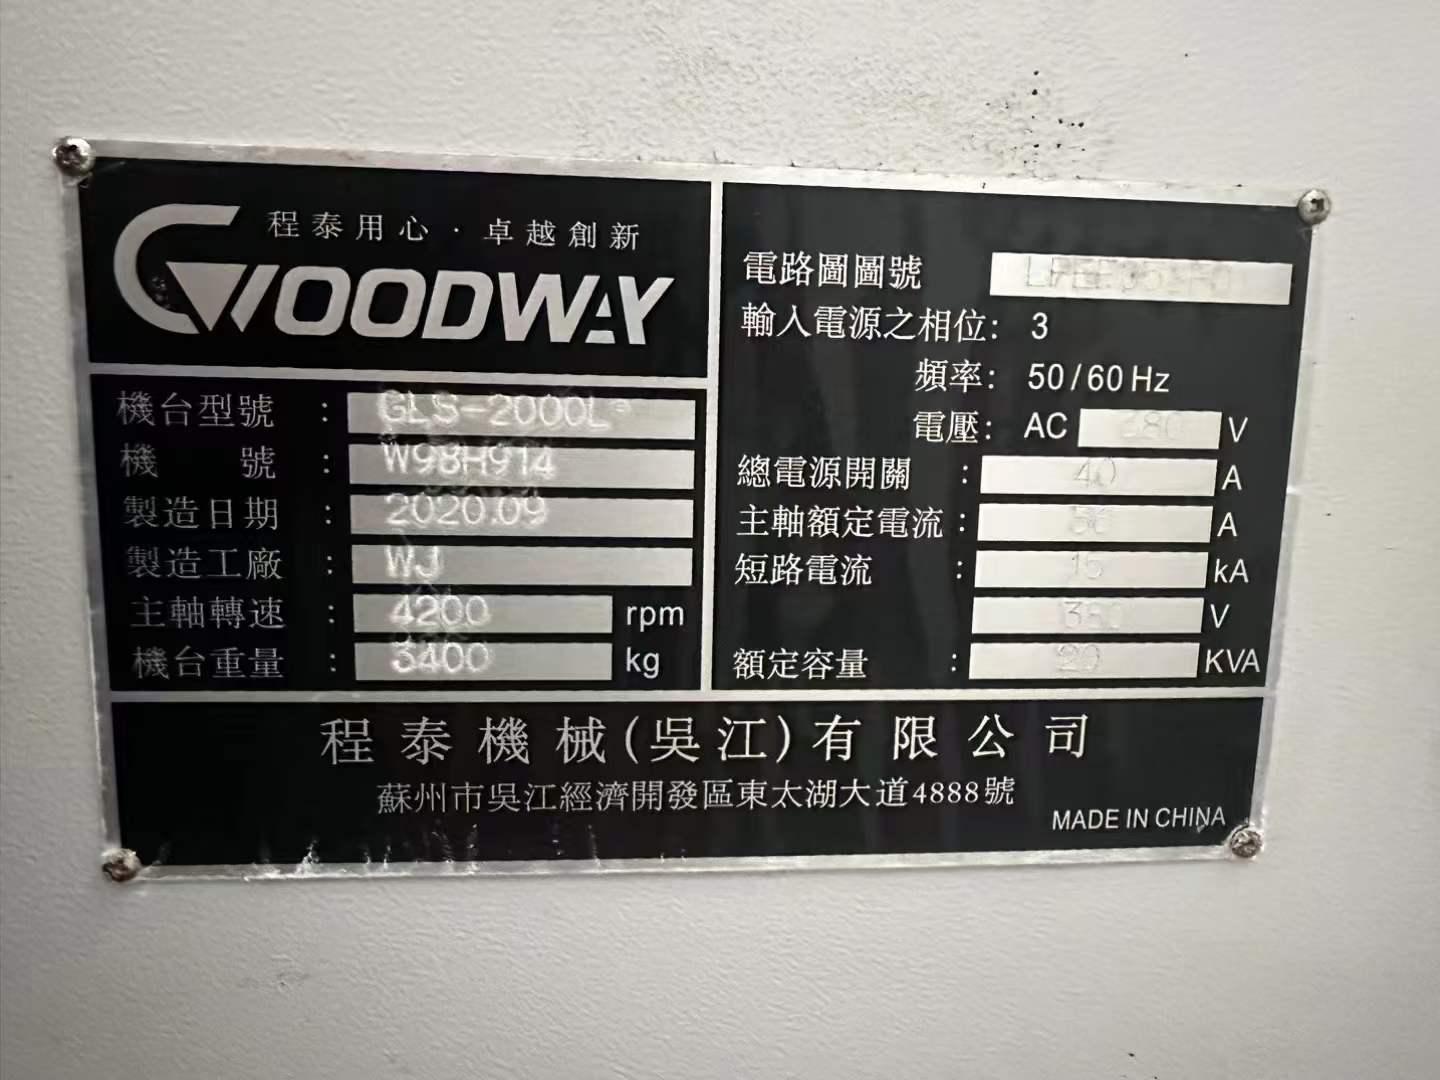 程泰用心·卓越創新
GOODWAY
機台型號 : GLS-2000L
機 號 : W98H914
製造日期 : 2020.09
製造工廠 : WJ
主軸轉速 : 4200 rpm
機台重量 : 3400 kg
電路圖圖號
輸入電源之相位: 3
頻率: 50/60 Hz
電壓: AC 380 V
總電源開關 : 40 A
主軸額定電流 : A
短路電流 : 15 kA
380 V
額定容量 : 20 KVA
程泰機械(吳江)有限公司
蘇州市吳江經濟開發區東太湖大道4888號
MADE IN CHINA